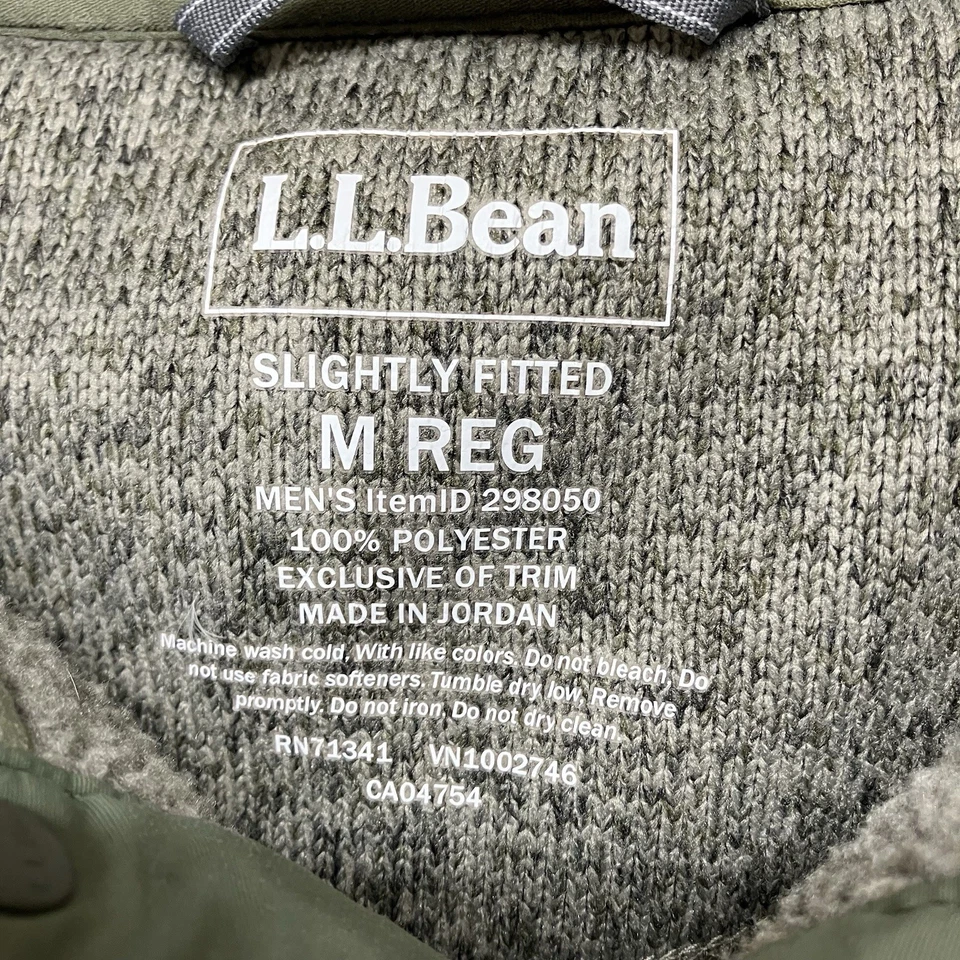 L.L.Bean
SLIGHTLY FITTED
M REG
MEN'S ItemID 298050
100% POLYESTER
EXCLUSIVE OF TRIM
MADE IN JORDAN
Machine wash cold, With like colors. Do not bleach, Do
not use fabric softeners. Tumble dry low, Remove
promptly. Do not iron, Do not dry clean.
RN71341 VN1002746
CA04754